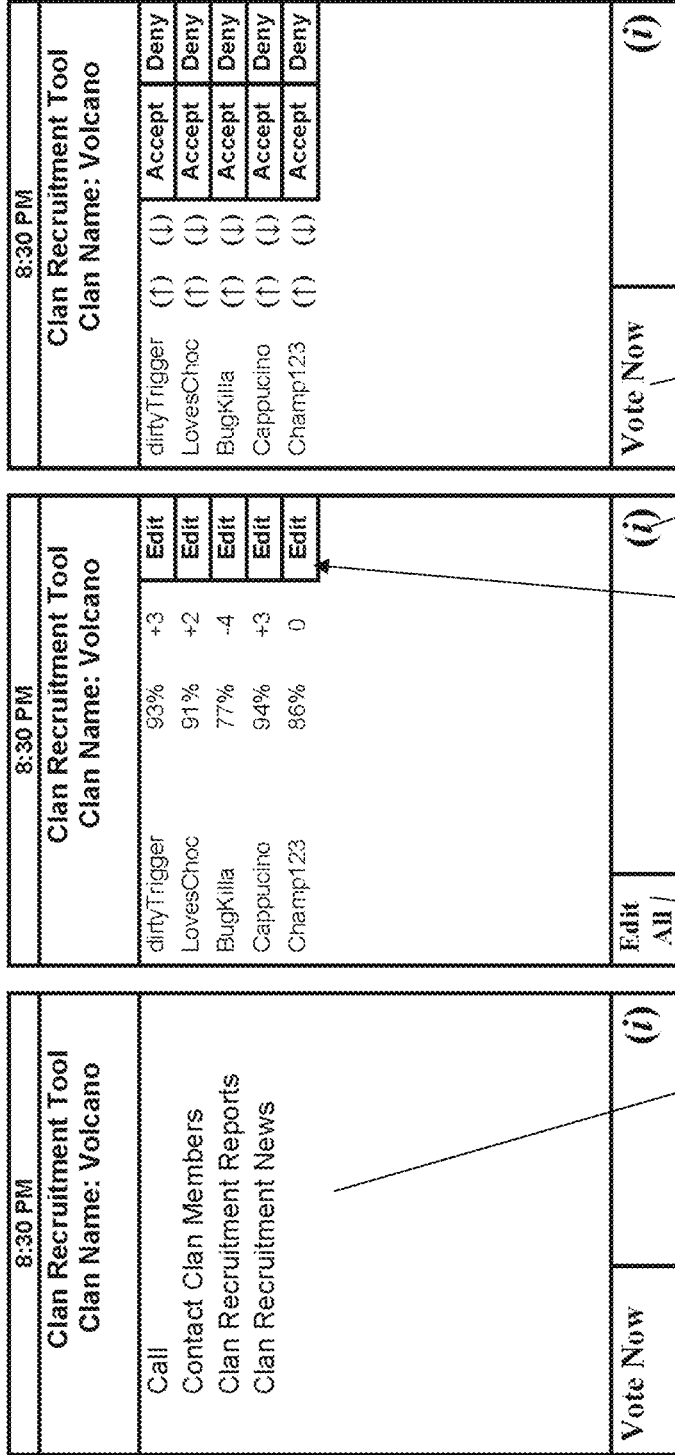 8:30 PM
Clan Recruitment Tool
Clan Name: Volcano
Call
Contact Clan Members
Clan Recruitment Reports
Clan Recruitment News
Vote Now (i)
8:30 PM
Clan Recruitment Tool
Clan Name: Volcano
dirtyTrigger 93% +3 Edit
LovesChoc 91% +2 Edit
BugKilla 77% -4 Edit
Cappucino 94% +3 Edit
Champ123 86% 0 Edit
Edit
All (i)
8:30 PM
Clan Recruitment Tool
Clan Name: Volcano
dirtyTrigger (↑) (↓) Accept Deny
LovesChoc (↑) (↓) Accept Deny
BugKilla (↑) (↓) Accept Deny
Cappucino (↑) (↓) Accept Deny
Champ123 (↑) (↓) Accept Deny
Vote Now (i)